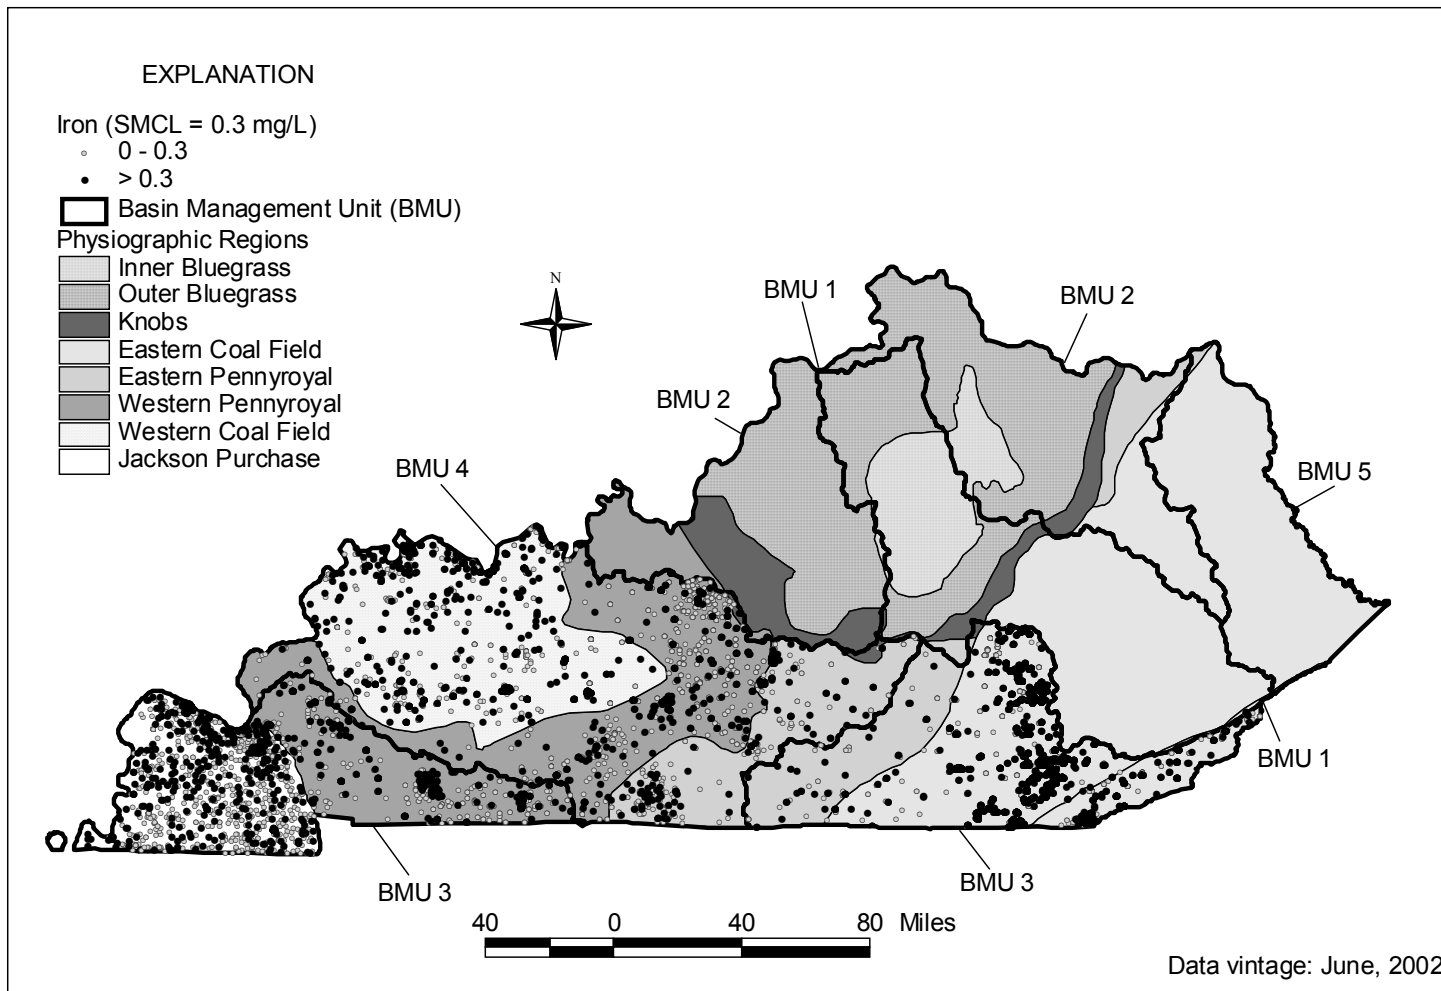 EXPLANATION
Iron (SMCL = 0.3 mg/L)
0 - 0.3
> 0.3
Basin Management Unit (BMU)
Physiographic Regions
Inner Bluegrass
Outer Bluegrass
Knobs
Eastern Coal Field
Eastern Pennyroyal
Western Pennyroyal
Western Coal Field
Jackson Purchase
N
BMU 1
BMU 2
BMU 2
BMU 4
BMU 5
BMU 1
BMU 3
BMU 3
40 0 40 80 Miles
Data vintage: June, 2002